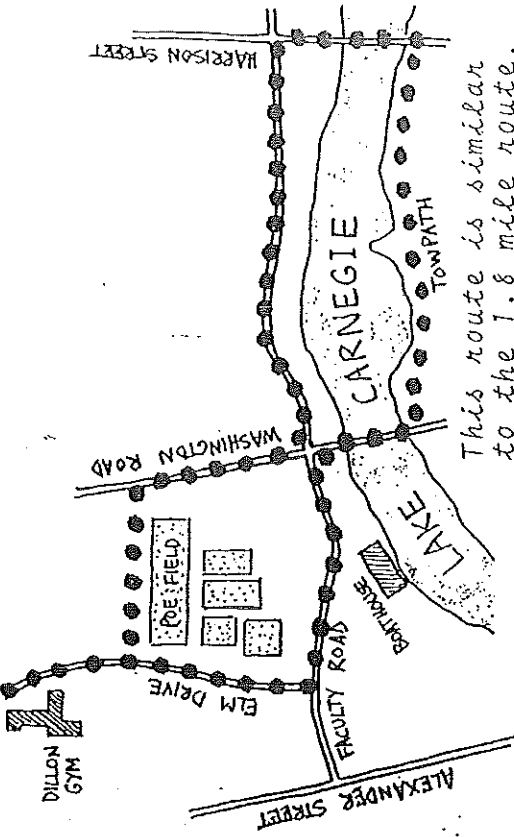 HARRISON STREET
WASHINGTON ROAD
POE FIELD
DILLON
GYM
ELM DRIVE
FACULTY ROAD
ALEXANDER STREET
BOATHOUSE
LAKE
CARNEGIE
TOWPATH
This route is similar
to the 1.8 mile route.